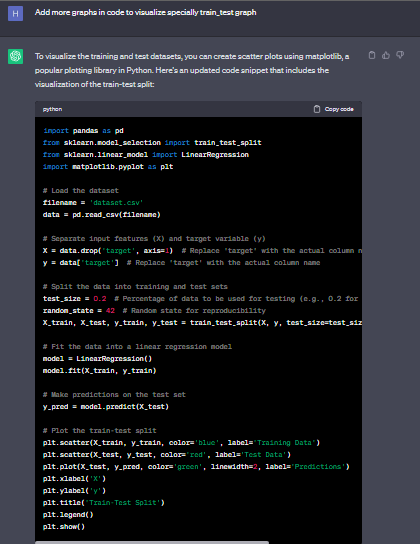 H
Add more graphs in code to visualize specially train_test graph
To visualize the training and test datasets, you can create scatter plots using matplotlib, a
popular plotting library in Python. Here's an updated code snippet that includes the
visualization of the train-test split:
python
Copy code
import pandas as pd
from sklearn.model_selection import train_test_split
from sklearn.linear_model import LinearRegression
import matplotlib.pyplot as plt
# Load the dataset
filename = 'dataset.csv'
data = pd.read_csv(filename)
# Separate input features (X) and target variable (y)
X = data.drop('target', axis=1)  # Replace 'target' with the actual column n
y = data['target']  # Replace 'target' with the actual column name
# Split the data into training and test sets
test_size = 0.2  # Percentage of data to be used for testing (e.g., 0.2 for
random_state = 42  # Random state for reproducibility
X_train, X_test, y_train, y_test = train_test_split(X, y, test_size=test_siz
# Fit the data into a linear regression model
model = LinearRegression()
model.fit(X_train, y_train)
# Make predictions on the test set
y_pred = model.predict(X_test)
# Plot the train-test split
plt.scatter(X_train, y_train, color='blue', label='Training Data')
plt.scatter(X_test, y_test, color='red', label='Test Data')
plt.plot(X_test, y_pred, color='green', linewidth=2, label='Predictions')
plt.xlabel('X')
plt.ylabel('y')
plt.title('Train-Test Split')
plt.legend()
plt.show()